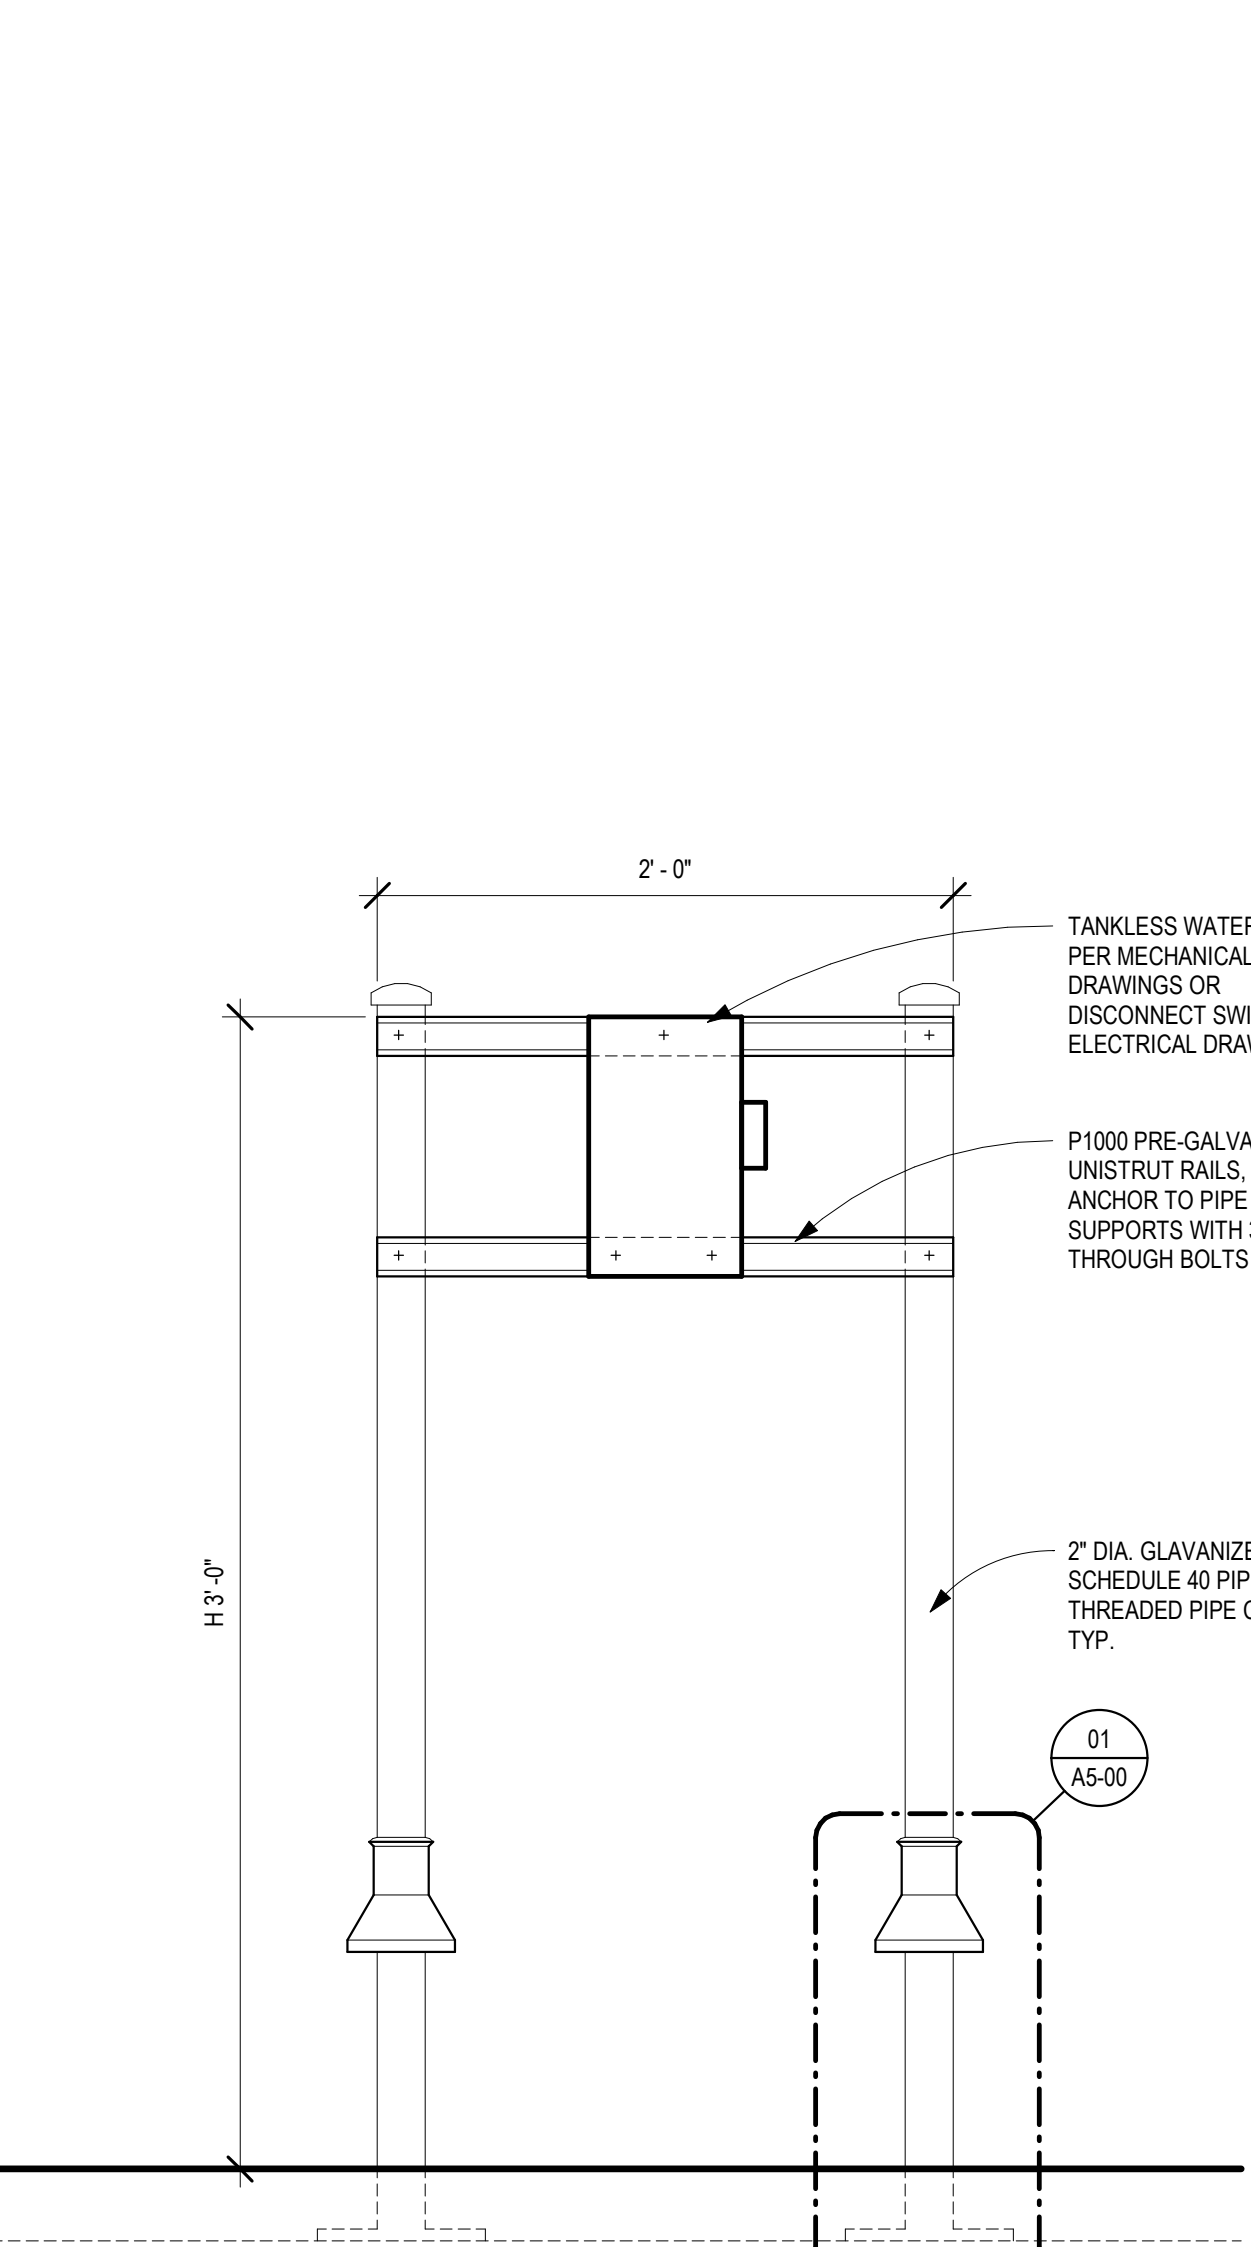 2' - 0"
TANKLESS WATER
PER MECHANICAL
DRAWINGS OR
DISCONNECT SWI
ELECTRICAL DRAW
P1000 PRE-GALVA
UNISTRUT RAILS,
ANCHOR TO PIPE
SUPPORTS WITH 3
THROUGH BOLTS
H 3' -0"
2" DIA. GLAVANIZE
SCHEDULE 40 PIP
THREADED PIPE C
TYP.
01
A5-00